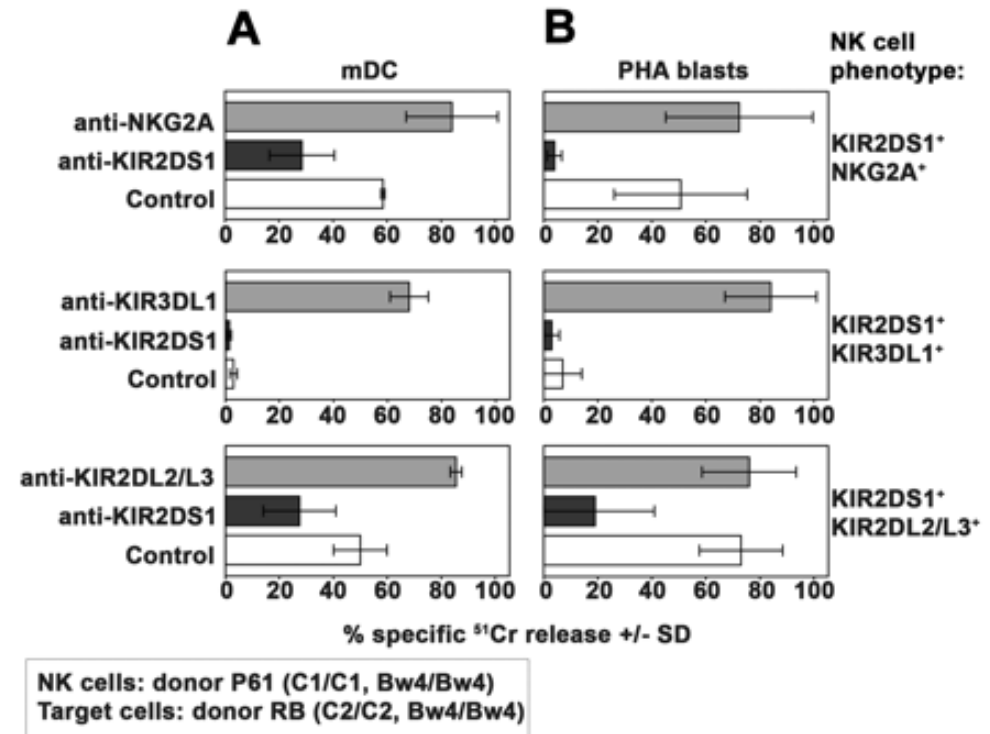 A
B
NK cell
phenotype:
mDC
PHA blasts
anti-NKG2A
anti-KIR2DS1
Control
KIR2DS1⁺
NKG2A⁺
0 20 40 60 80 100
0 20 40 60 80 100
anti-KIR3DL1
anti-KIR2DS1
Control
KIR2DS1⁺
KIR3DL1⁺
0 20 40 60 80 100
0 20 40 60 80 100
anti-KIR2DL2/L3
anti-KIR2DS1
Control
KIR2DS1⁺
KIR2DL2/L3⁺
0 20 40 60 80 100
0 20 40 60 80 100
% specific ⁵¹Cr release +/- SD
NK cells: donor P61 (C1/C1, Bw4/Bw4)
Target cells: donor RB (C2/C2, Bw4/Bw4)